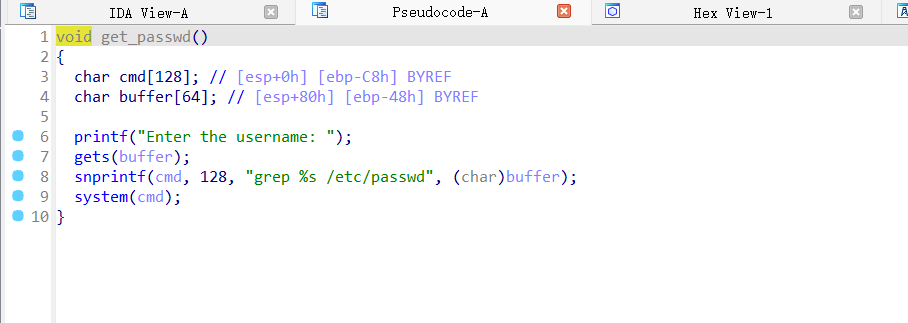 IDA View-A Pseudocode-A Hex View-1
1 void get_passwd()
2 {
3   char cmd[128]; // [esp+0h] [ebp-C8h] BYREF
4   char buffer[64]; // [esp+80h] [ebp-48h] BYREF
5
6   printf("Enter the username: ");
7   gets(buffer);
8   snprintf(cmd, 128, "grep %s /etc/passwd", (char)buffer);
9   system(cmd);
10 }